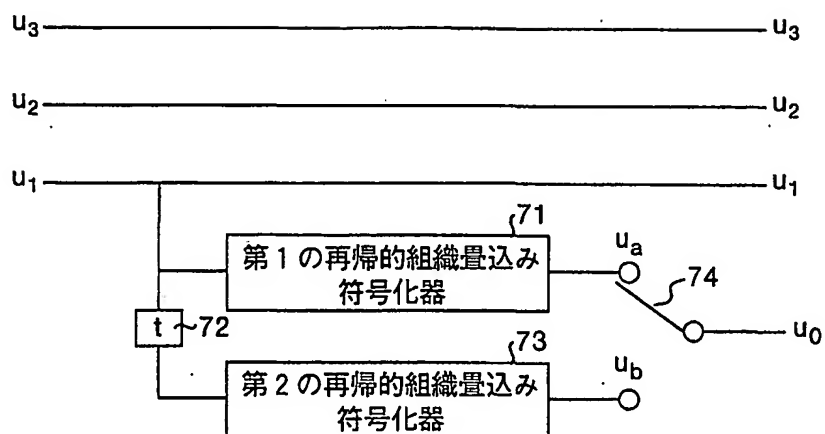 u3 u3
u2 u2
u1 u1
71
第1の再帰的組織畳込み
符号化器
ua
74
t
72
u0
73
第2の再帰的組織畳込み
符号化器
ub